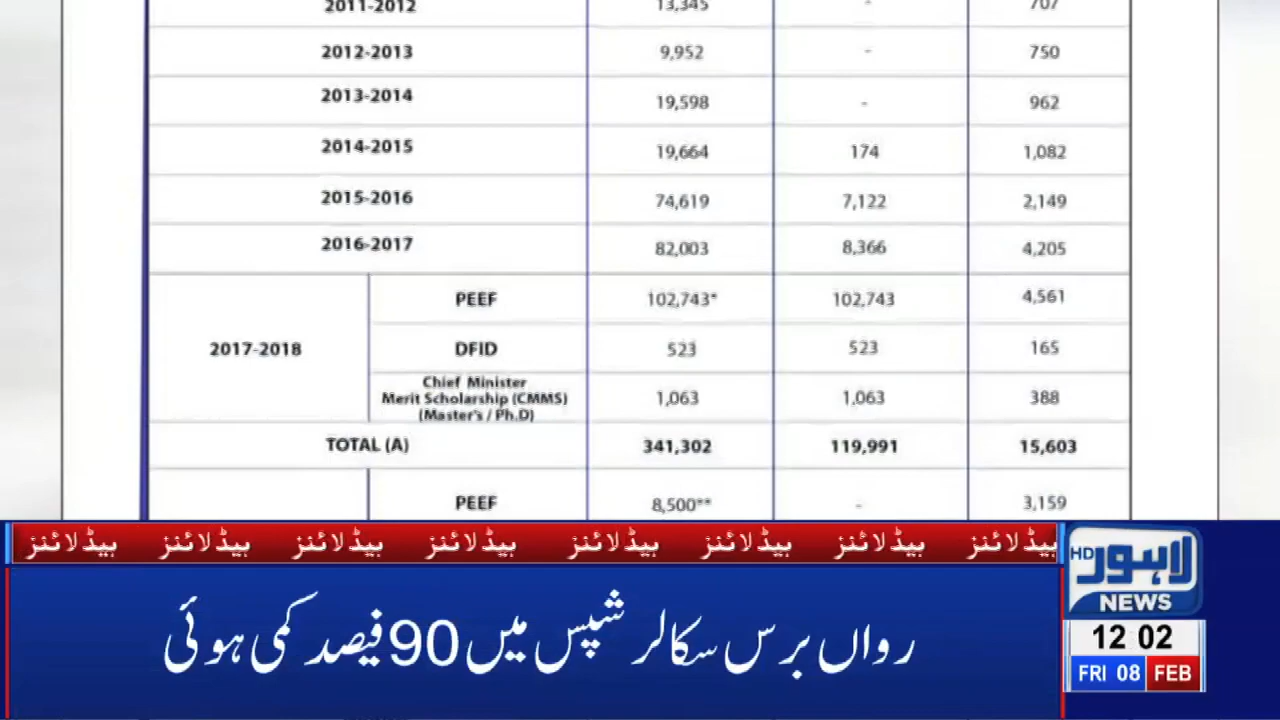 2011-2012 13,345 - 707
2012-2013 9,952 - 750
2013-2014 19,598 - 962
2014-2015 19,664 174 1,082
2015-2016 74,619 7,122 2,149
2016-2017 82,003 8,366 4,205
PEEF 102,743* 102,743 4,561
2017-2018 DFID 523 523 165
Chief Minister
Merit Scholarship (CMMS) 1,063 1,063 388
(Master's / Ph.D)
TOTAL (A) 341,302 119,991 15,603
PEEF 8,500** - 3,159
ہیڈلائنز ہیڈلائنز ہیڈلائنز ہیڈلائنز ہیڈلائنز ہیڈلائنز ہیڈلائنز ہیڈلائنز
رواں برس سکالر شپس میں 90 فیصد کمی ہوئی
HD لاہور
NEWS
12 02
FRI 08 FEB